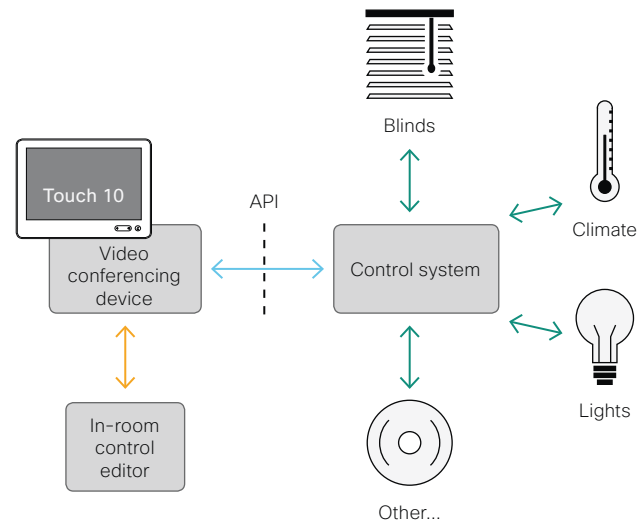 Blinds
Touch 10
API
Climate
Video
conferencing
device
Control system
Lights
In-room
control
editor
Other...